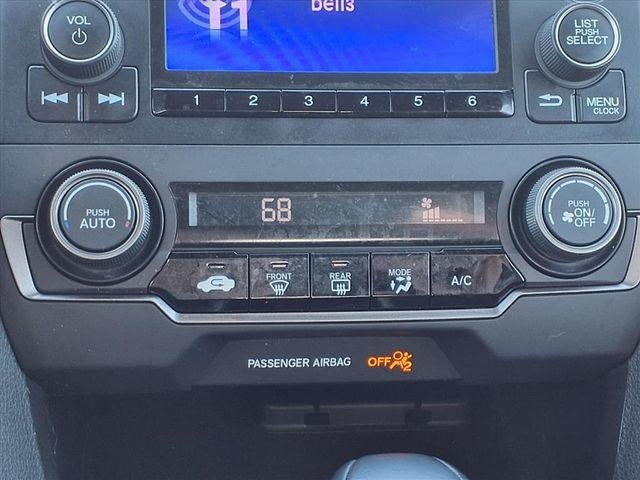 VOL
Dell3
LIST
PUSH
SELECT
1 2 3 4 5 6
MENU
CLOCK
PUSH
AUTO
68
PUSH
ON/
OFF
FRONT
REAR
MODE
A/C
PASSENGER AIRBAG OFF 2